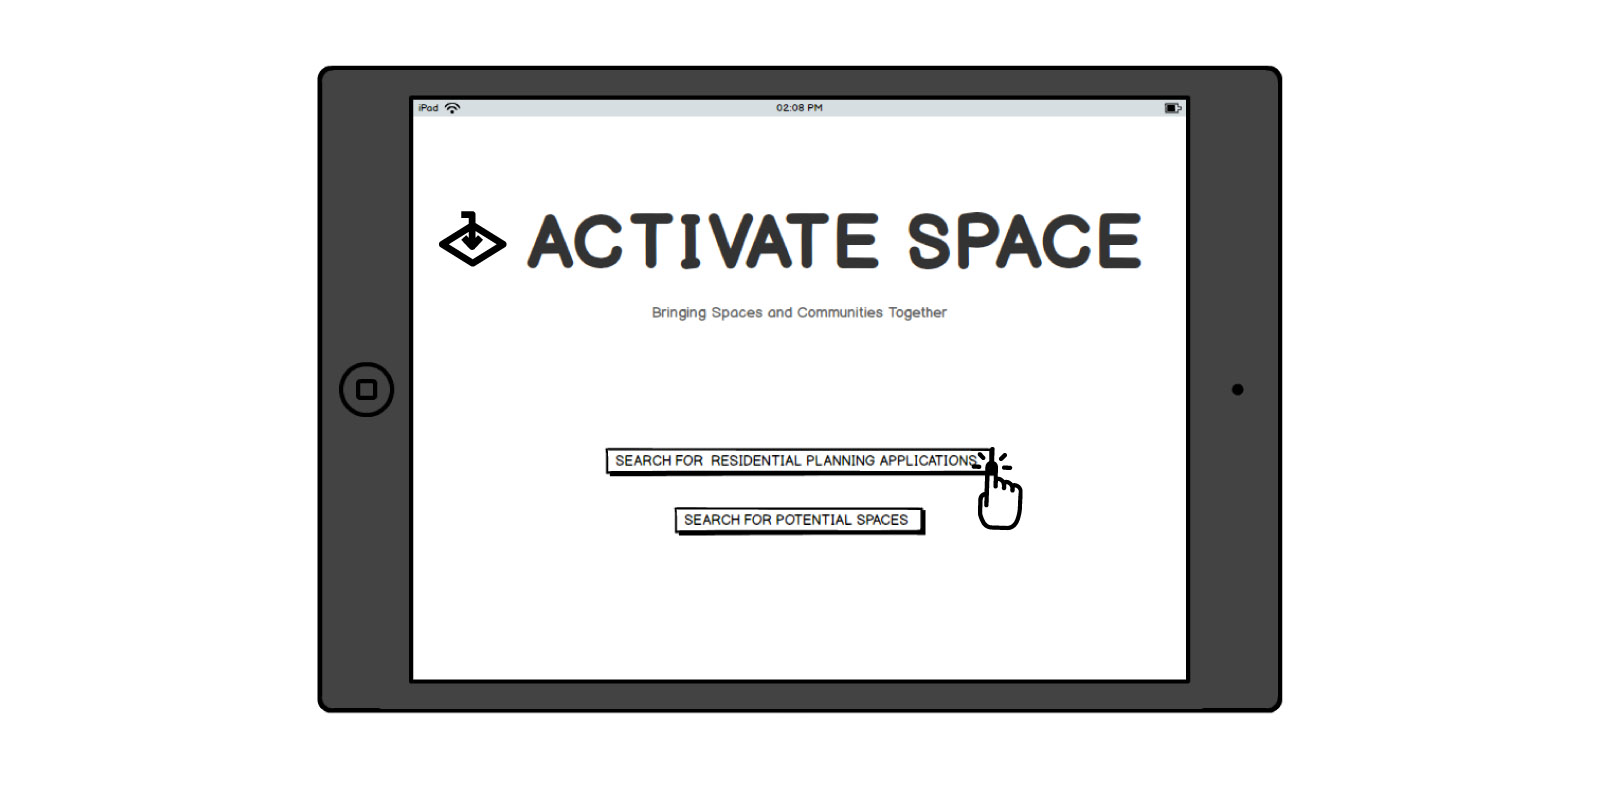 iPad 02:08 PM
ACTIVATE SPACE
Bringing Spaces and Communities Together
SEARCH FOR RESIDENTIAL PLANNING APPLICATIONS
SEARCH FOR POTENTIAL SPACES